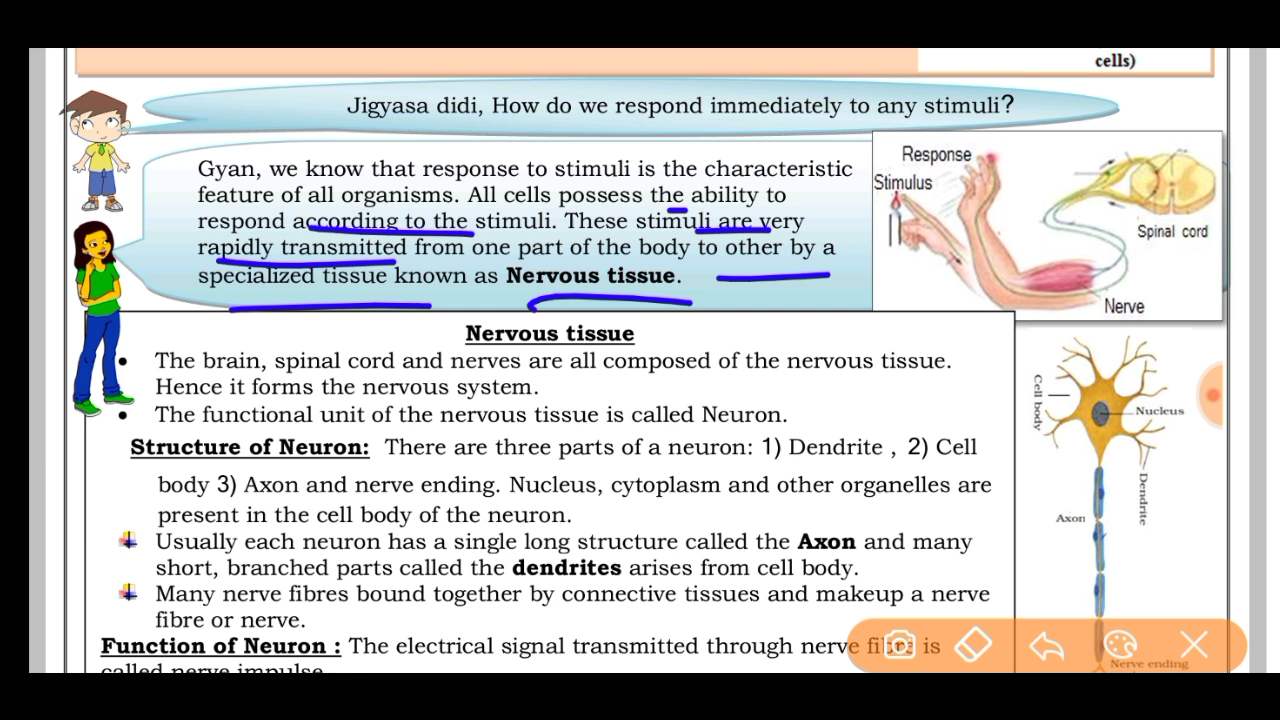 cells)
Jigyasa didi, How do we respond immediately to any stimuli?
Gyan, we know that response to stimuli is the characteristic
feature of all organisms. All cells possess the ability to
respond according to the stimuli. These stimuli are very
rapidly transmitted from one part of the body to other by a
specialized tissue known as Nervous tissue.
Response
Stimulus
Spinal cord
Nerve
Nervous tissue
• The brain, spinal cord and nerves are all composed of the nervous tissue.
Hence it forms the nervous system.
• The functional unit of the nervous tissue is called Neuron.
Structure of Neuron: There are three parts of a neuron: 1) Dendrite , 2) Cell
body 3) Axon and nerve ending. Nucleus, cytoplasm and other organelles are
present in the cell body of the neuron.
Usually each neuron has a single long structure called the Axon and many
short, branched parts called the dendrites arises from cell body.
Many nerve fibres bound together by connective tissues and makeup a nerve
fibre or nerve.
Function of Neuron : The electrical signal transmitted through nerve fibre is
called nerve impulse
Cell body
Nucleus
Dendrite
Axon
Nerve ending